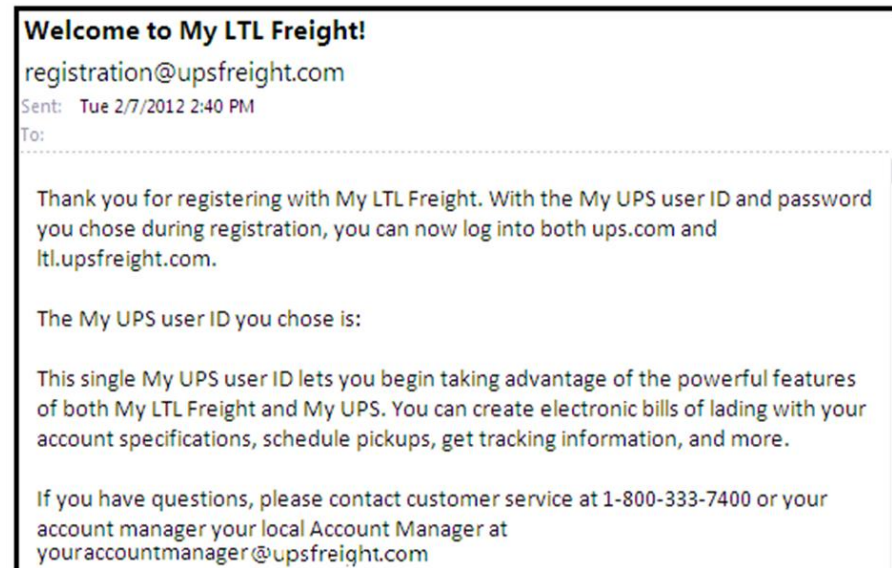 Welcome to My LTL Freight!
registration@upsfreight.com
Sent: Tue 2/7/2012 2:40 PM
To:
Thank you for registering with My LTL Freight. With the My UPS user ID and password
you chose during registration, you can now log into both ups.com and
ltl.upsfreight.com.
The My UPS user ID you chose is:
This single My UPS user ID lets you begin taking advantage of the powerful features
of both My LTL Freight and My UPS. You can create electronic bills of lading with your
account specifications, schedule pickups, get tracking information, and more.
If you have questions, please contact customer service at 1-800-333-7400 or your
account manager your local Account Manager at
youraccountmanager@upsfreight.com